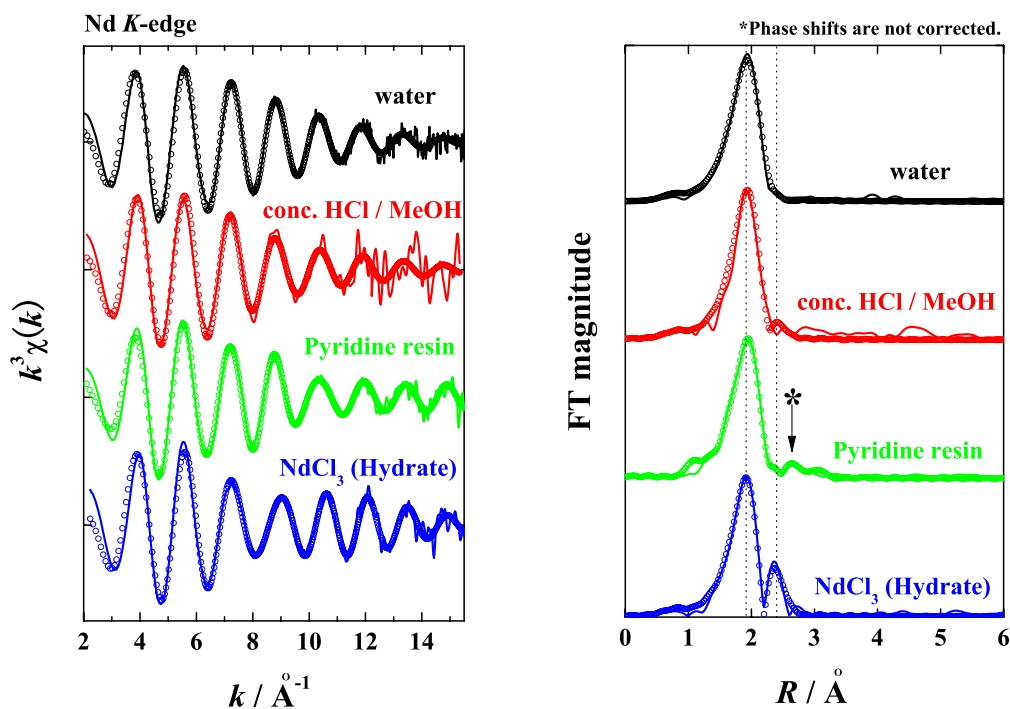 Nd K-edge
*Phase shifts are not corrected.
water
conc. HCl / MeOH
Pyridine resin
NdCl3 (Hydrate)
k3χ(k)
2 4 6 8 10 12 14
k / Å-1
water
conc. HCl / MeOH
*
Pyridine resin
NdCl3 (Hydrate)
FT magnitude
0 1 2 3 4 5 6
R / Å